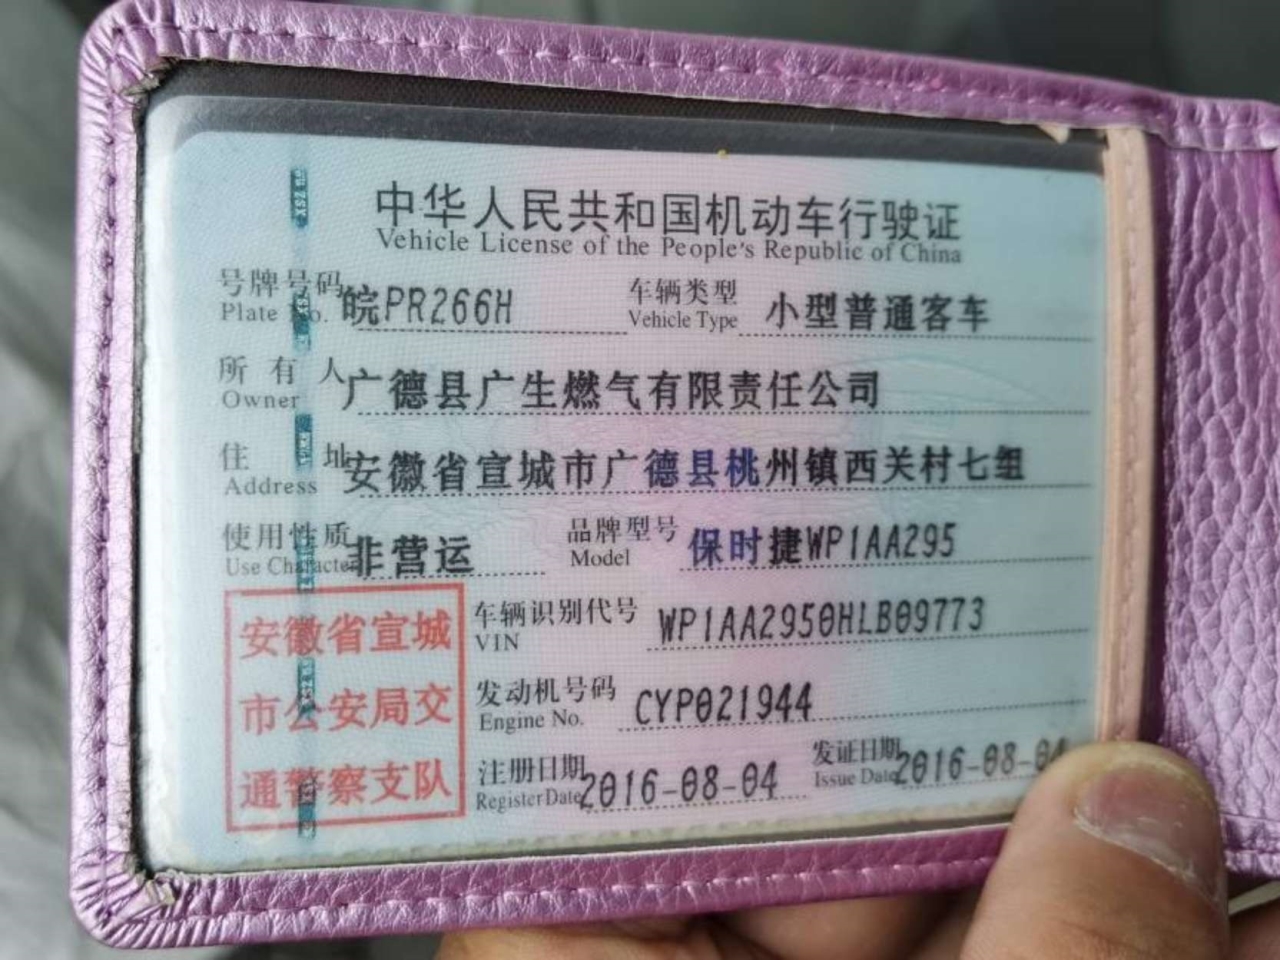 中华人民共和国机动车行驶证
Vehicle License of the People's Republic of China
号牌号码 皖PR266H 车辆类型 小型普通客车
Plate No. Vehicle Type
所有人 广德县广生燃气有限责任公司
Owner
住址 安徽省宣城市广德县桃州镇西关村七组
Address
使用性质 非营运 品牌型号 保时捷WP1AA295
Use Character Model
车辆识别代号 WP1AA2950HLB09773
VIN
发动机号码 CYP021944
Engine No.
注册日期 2016-08-04 发证日期 2016-08-04
Register Date Issue Date
安徽省宣城
市公安局交
通警察支队